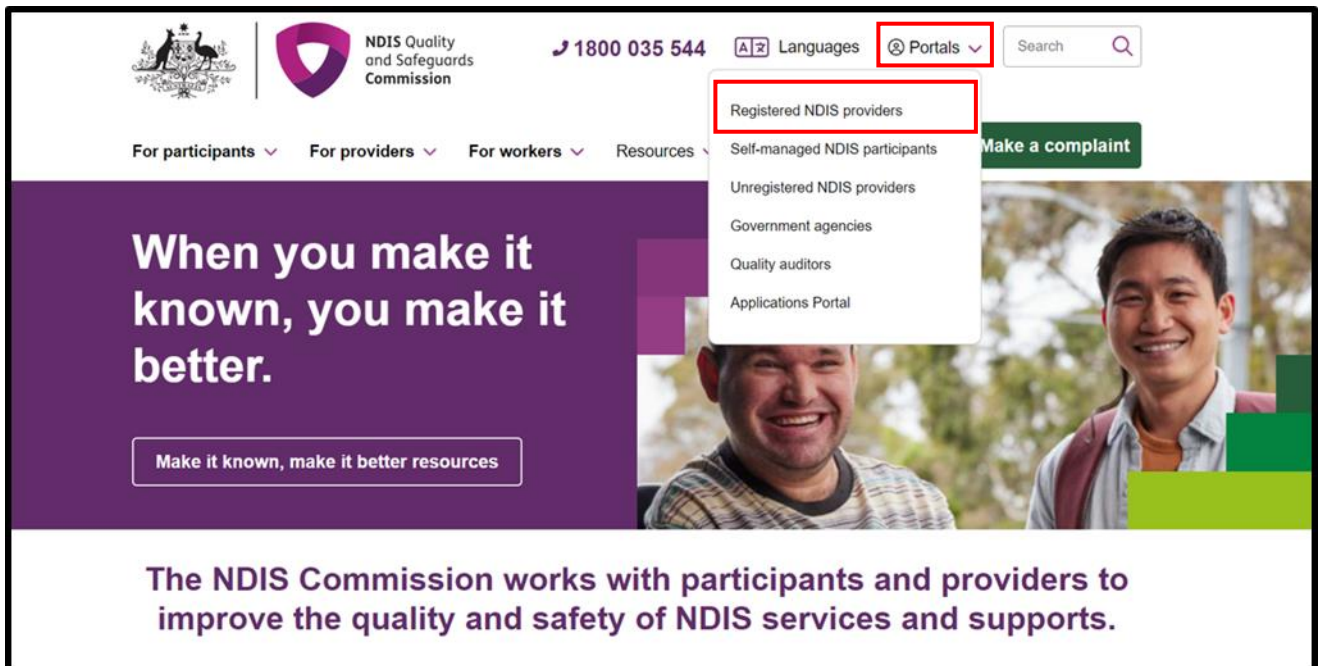 NDIS Quality
and Safeguards
Commission
1800 035 544
Languages
Portals
Search
For participants
For providers
For workers
Resources
Make a complaint
Registered NDIS providers
Self-managed NDIS participants
Unregistered NDIS providers
Government agencies
Quality auditors
Applications Portal
When you make it
known, you make it
better.
Make it known, make it better resources
The NDIS Commission works with participants and providers to
improve the quality and safety of NDIS services and supports.